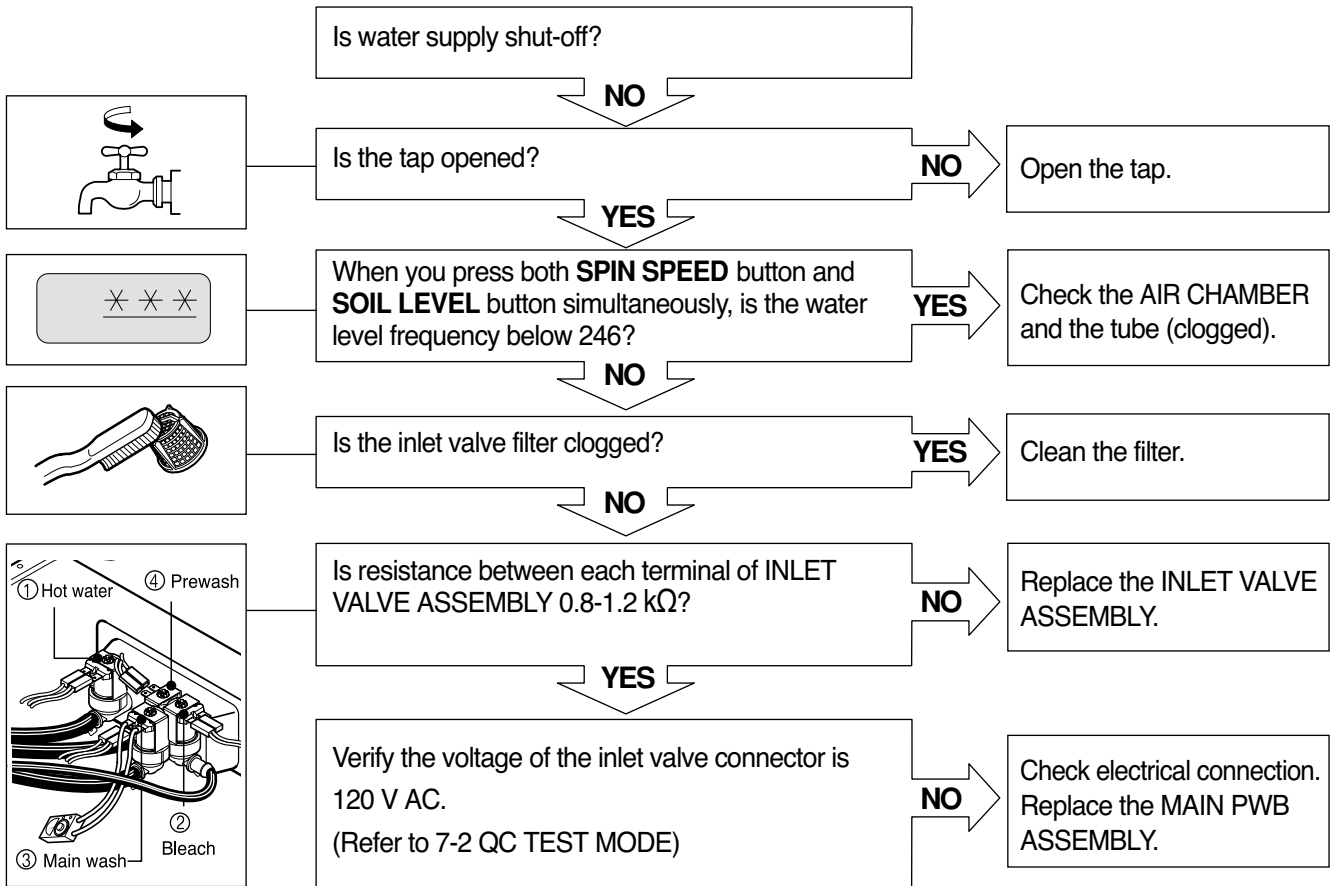 Is water supply shut-off?
NO
Is the tap opened?
NO
Open the tap.
YES
＊＊＊
When you press both SPIN SPEED button and
SOIL LEVEL button simultaneously, is the water
level frequency below 246?
YES
Check the AIR CHAMBER
and the tube (clogged).
NO
Is the inlet valve filter clogged?
YES
Clean the filter.
NO
① Hot water
④ Prewash
② 
Bleach
③ Main wash
Is resistance between each terminal of INLET
VALVE ASSEMBLY 0.8-1.2 kΩ?
NO
Replace the INLET VALVE
ASSEMBLY.
YES
Verify the voltage of the inlet valve connector is
120 V AC.
(Refer to 7-2 QC TEST MODE)
NO
Check electrical connection.
Replace the MAIN PWB
ASSEMBLY.